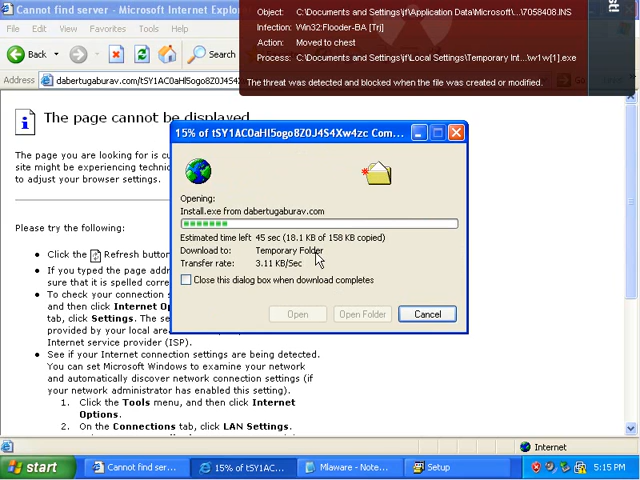 Cannot find server - Microsoft Internet Explo
File Edit View Favorites Tools Help
Back Search
Address dabertugaburav.com/tSY1AC0aHI5ogo8Z0J4S4X
Object: C:\Documents and Settings\jf\Application Data\Microsoft\...\7058408.INS
Infection: Win32:Flooder-BA [Trj]
Action: Moved to chest
Process: C:\Documents and Settings\jf\Local Settings\Temporary Int...\w1w[1].exe
The threat was detected and blocked when the file was created or modified.
The page cannot be displayed
The page you are looking for is cu
site might be experiencing techni
to adjust your browser settings.
Please try the following:
Click the Refresh button
If you typed the page addr
sure that it is spelled corre
To check your connection s
and then click Internet Op
tab, click Settings. The se
provided by your local area
Internet service provider (ISP).
See if your Internet connection settings are being detected.
You can set Microsoft Windows to examine your network
and automatically discover network connection settings (if
your network administrator has enabled this setting).
1. Click the Tools menu, and then click Internet
Options.
2. On the Connections tab, click LAN Settings.
15% of tSY1AC0aHI5ogo8Z0J4S4Xw4zc Com...
Opening:
Install.exe from dabertugaburav.com
Estimated time left 45 sec (18.1 KB of 158 KB copied)
Download to: Temporary Folder
Transfer rate: 3.11 KB/Sec
Close this dialog box when download completes
Open Open Folder Cancel
Internet
start Cannot find ser... 15% of tSY1AC... Mlaware - Note... Setup 5:15 PM